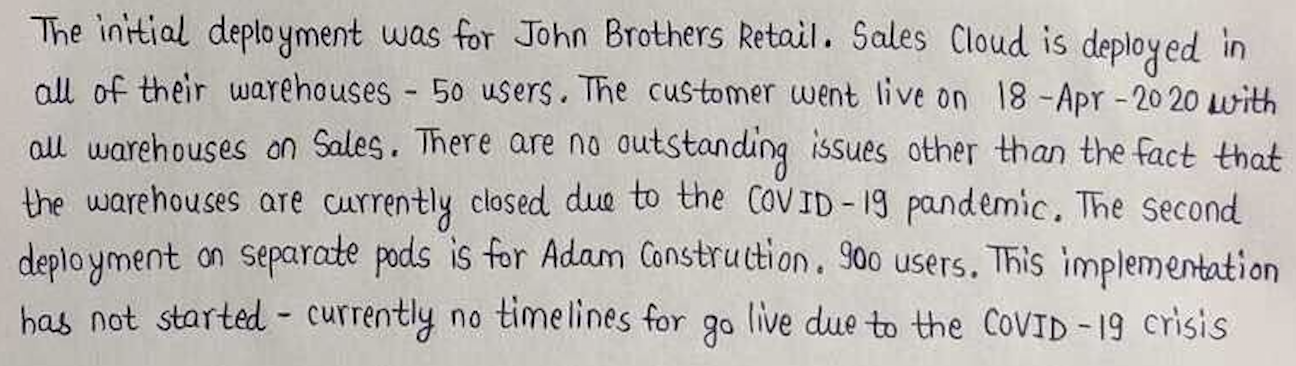 The initial deployment was for John Brothers Retail. Sales Cloud is deployed in
all of their warehouses - 50 users. The customer went live on 18-Apr-2020 with
all warehouses on Sales. There are no outstanding issues other than the fact that
the warehouses are currently closed due to the COVID-19 pandemic. The second
deployment on separate pods is for Adam Construction. 900 users. This implementation
has not started - currently no timelines for go live due to the COVID-19 crisis